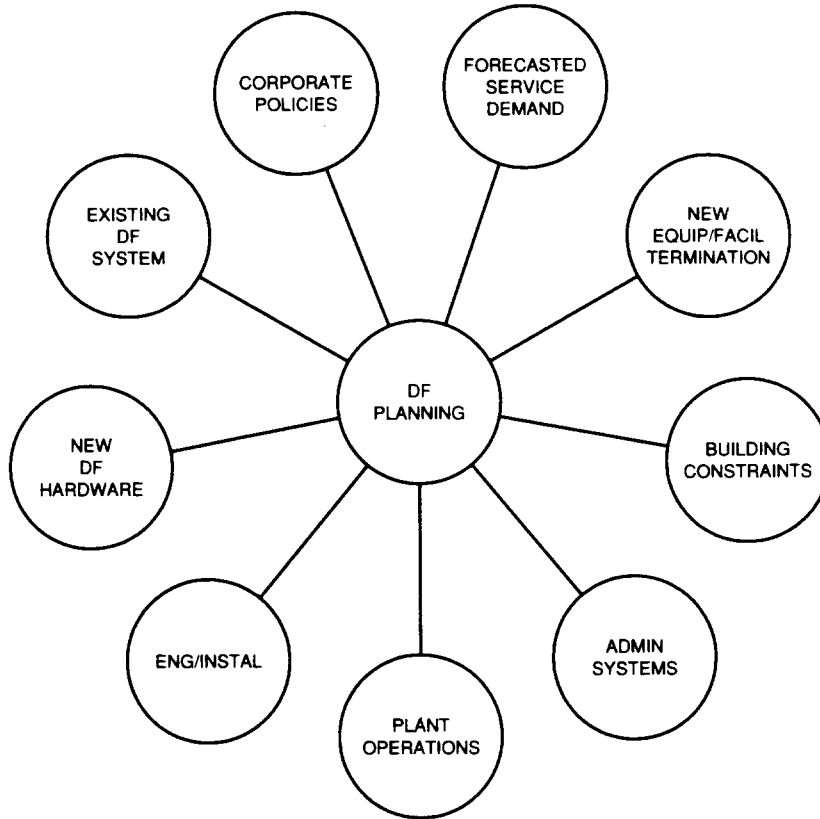 CORPORATE
POLICIES
FORECASTED
SERVICE
DEMAND
EXISTING
DF
SYSTEM
NEW
EQUIP/FACIL
TERMINATION
DF
PLANNING
NEW
DF
HARDWARE
BUILDING
CONSTRAINTS
ENG/INSTAL
PLANT
OPERATIONS
ADMIN
SYSTEMS